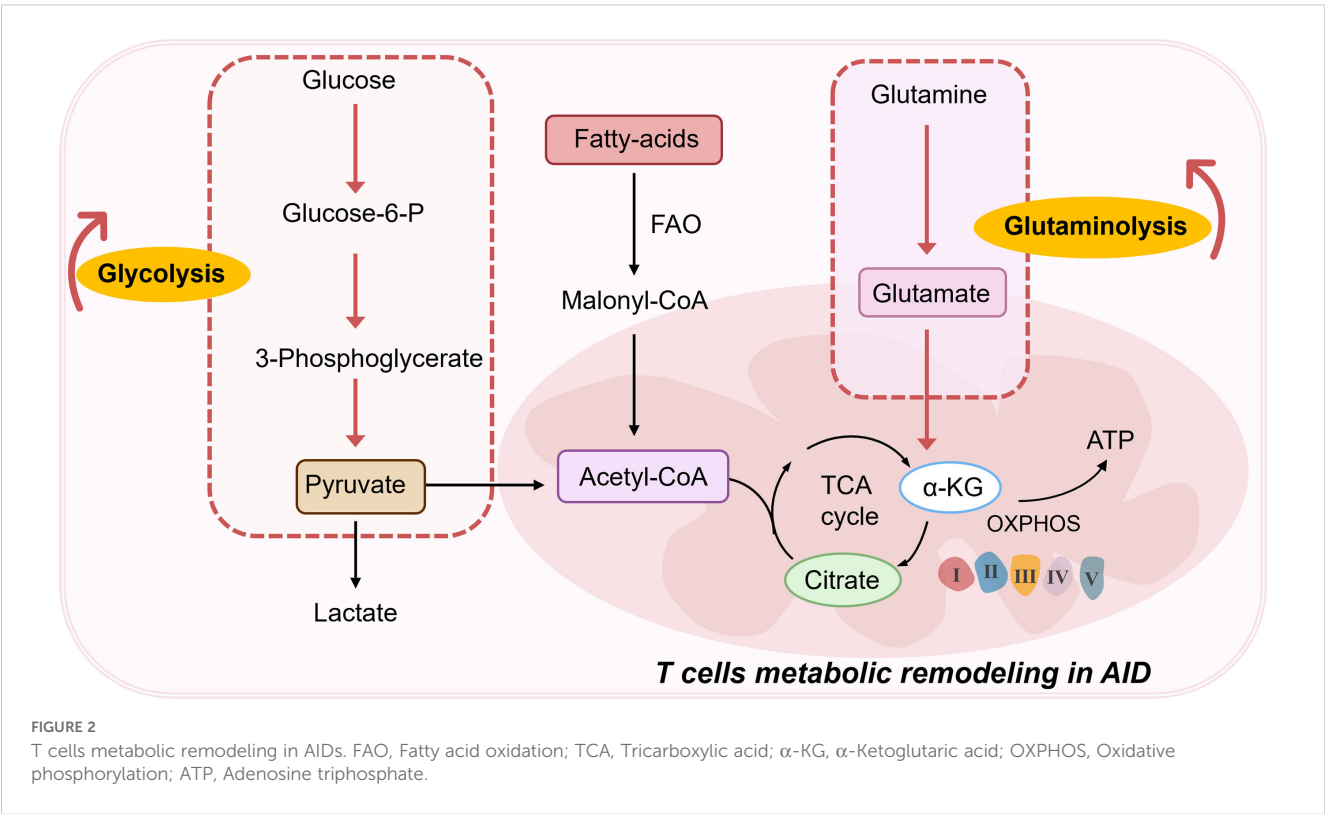 Glucose
Glucose-6-P
3-Phosphoglycerate
Pyruvate
Lactate
Glycolysis
Fatty-acids
FAO
Malonyl-CoA
Acetyl-CoA
Glutamine
Glutamate
Glutaminolysis
TCA
cycle
α-KG
Citrate
ATP
OXPHOS
I II III IV V
T cells metabolic remodeling in AID
FIGURE 2
T cells metabolic remodeling in AIDs. FAO, Fatty acid oxidation; TCA, Tricarboxylic acid; α-KG, α-Ketoglutaric acid; OXPHOS, Oxidative
phosphorylation; ATP, Adenosine triphosphate.